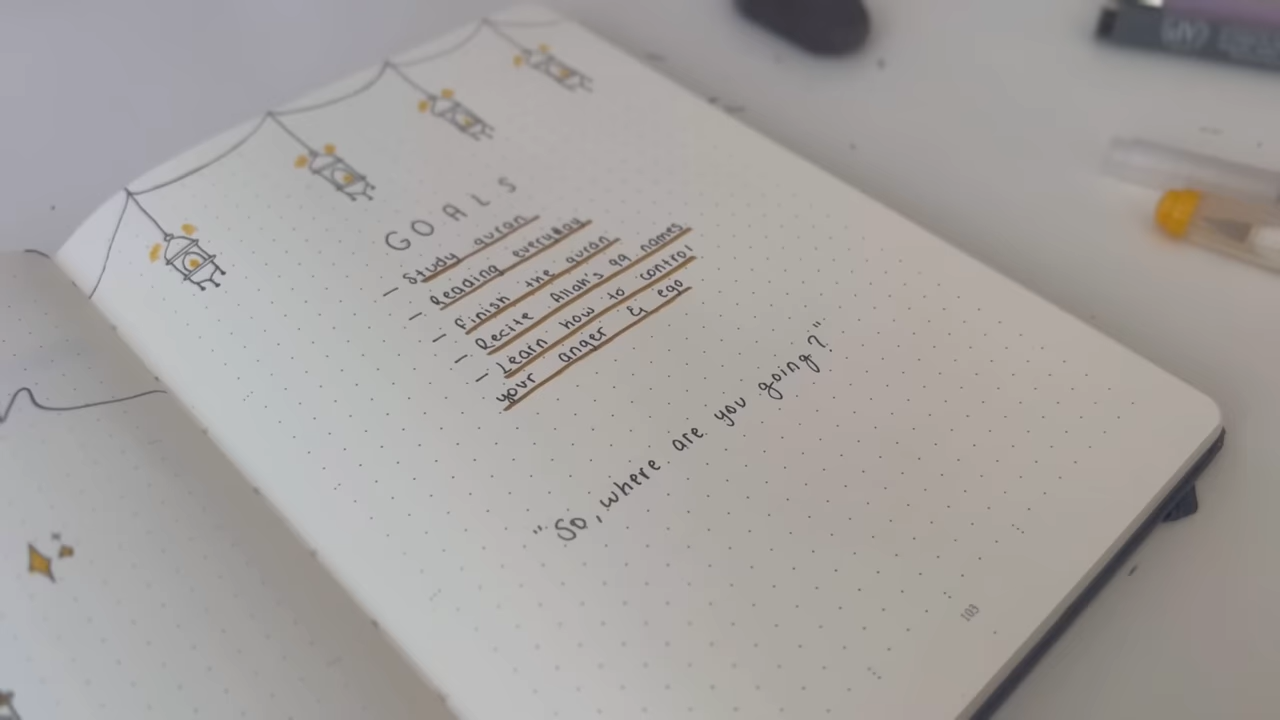 GOALS
- Study quran
- Reading everyday
- finish the quran
- Recite Allah's 99 names
- Learn how to control
your anger & ego
"So, where are you going?"
103